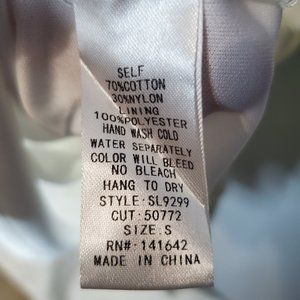 SELF
70%COTTON
30%NYLON
LINING
100%POLYESTER
HAND WASH COLD
WATER SEPARATELY
COLOR WILL BLEED
NO BLEACH
HANG TO DRY
STYLE:SL9299
CUT:50772
SIZE:S
RN#:141642
MADE IN CHINA